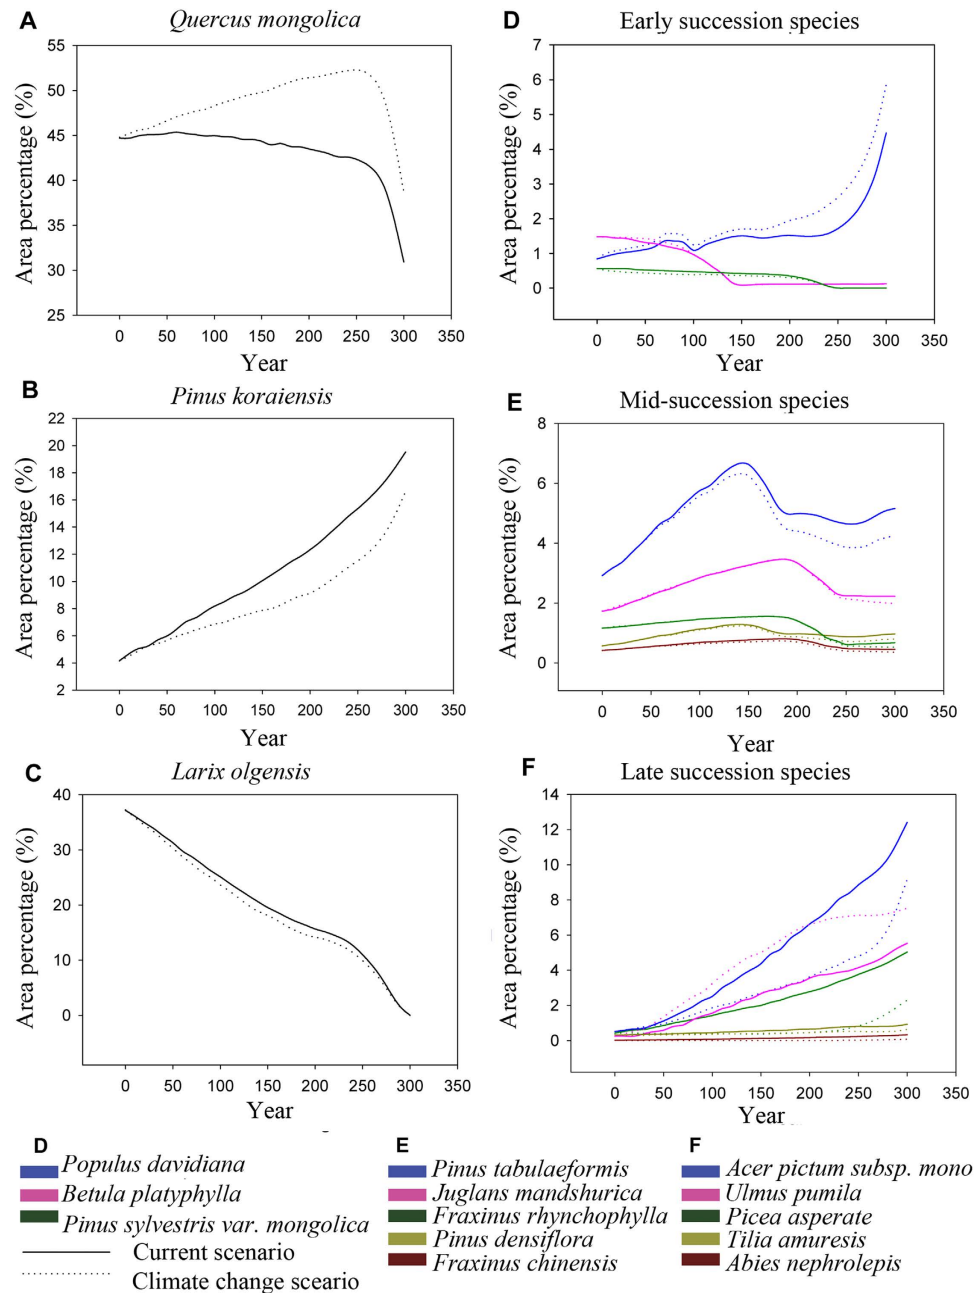 A
Quercus mongolica
Area percentage (%)
55
50
45
40
35
30
25
0 50 100 150 200 250 300 350
Year
B
Pinus koraiensis
Area percentage (%)
22
20
18
16
14
12
10
8
6
4
2
0 50 100 150 200 250 300 350
Year
C
Larix olgensis
Area percentage (%)
40
30
20
10
0
0 50 100 150 200 250 300 350
Year
D
Early succession species
Area percentage (%)
7
6
5
4
3
2
1
0
0 50 100 150 200 250 300 350
Year
E
Mid-succession species
Area percentage (%)
8
6
4
2
0
0 50 100 150 200 250 300 350
Year
F
Late succession species
Area percentage (%)
14
12
10
8
6
4
2
0
0 50 100 150 200 250 300 350
Year
D
Populus davidiana
Betula platyphylla
Pinus sylvestris var. mongolica
Current scenario
Climate change sceario
E
Pinus tabulaeformis
Juglans mandshurica
Fraxinus rhynchophylla
Pinus densiflora
Fraxinus chinensis
F
Acer pictum subsp. mono
Ulmus pumila
Picea asperate
Tilia amuresis
Abies nephrolepis